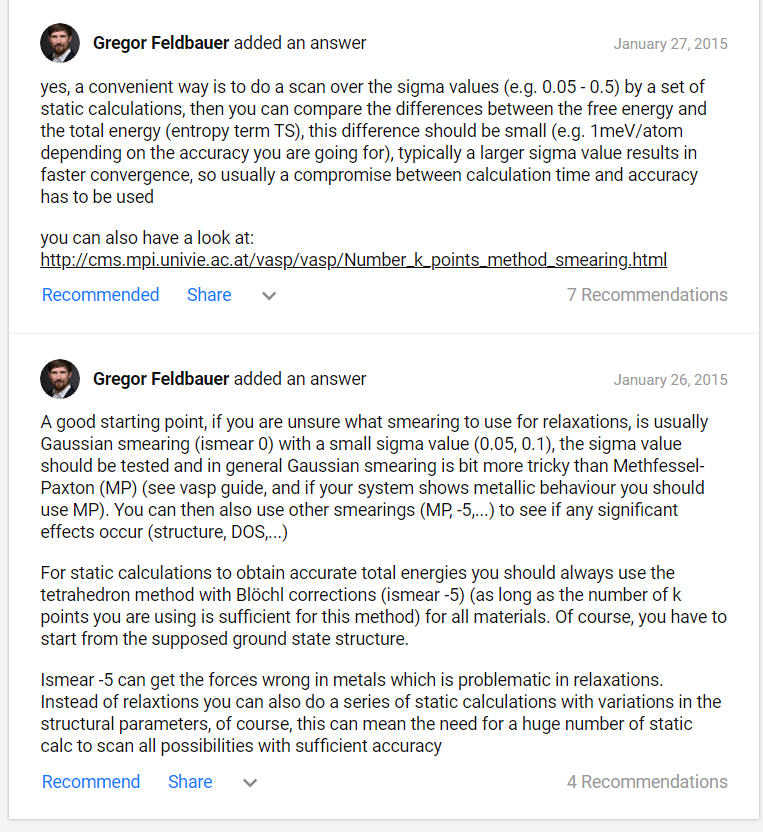 Gregor Feldbauer added an answer January 27, 2015
yes, a convenient way is to do a scan over the sigma values (e.g. 0.05 - 0.5) by a set of
static calculations, then you can compare the differences between the free energy and
the total energy (entropy term TS), this difference should be small (e.g. 1meV/atom
depending on the accuracy you are going for), typically a larger sigma value results in
faster convergence, so usually a compromise between calculation time and accuracy
has to be used
you can also have a look at:
http://cms.mpi.univie.ac.at/vasp/vasp/Number_k_points_method_smearing.html
Recommended Share 7 Recommendations
Gregor Feldbauer added an answer January 26, 2015
A good starting point, if you are unsure what smearing to use for relaxations, is usually
Gaussian smearing (ismear 0) with a small sigma value (0.05, 0.1), the sigma value
should be tested and in general Gaussian smearing is bit more tricky than Methfessel-
Paxton (MP) (see vasp guide, and if your system shows metallic behaviour you should
use MP). You can then also use other smearings (MP, -5,...) to see if any significant
effects occur (structure, DOS,...)
For static calculations to obtain accurate total energies you should always use the
tetrahedron method with Blöchl corrections (ismear -5) (as long as the number of k
points you are using is sufficient for this method) for all materials. Of course, you have to
start from the supposed ground state structure.
Ismear -5 can get the forces wrong in metals which is problematic in relaxations.
Instead of relaxtions you can also do a series of static calculations with variations in the
structural parameters, of course, this can mean the need for a huge number of static
calc to scan all possibilities with sufficient accuracy
Recommend Share 4 Recommendations